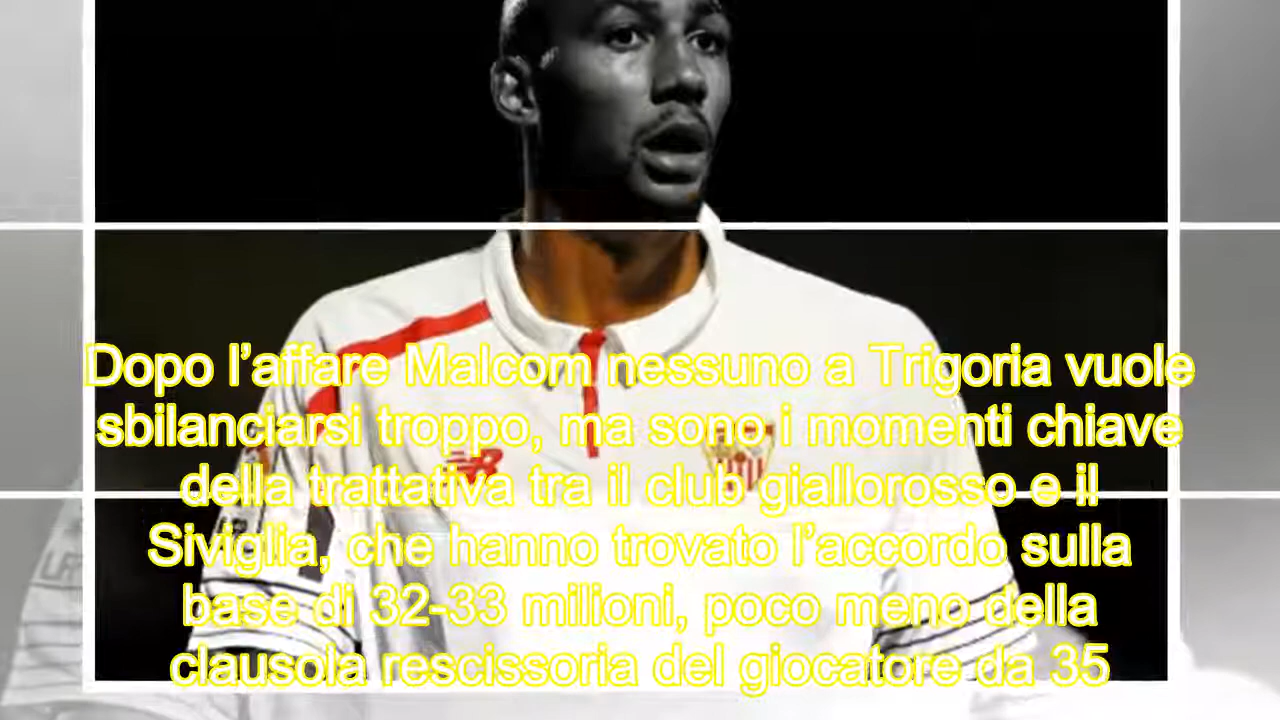 Dopo l’affare Malcom nessuno a Trigoria vuole
sbilanciarsi troppo, ma sono i momenti chiave
della trattativa tra il club giallorosso e il
Siviglia, che hanno trovato l’accordo sulla
base di 32-33 milioni, poco meno della
clausola rescissoria del giocatore da 35